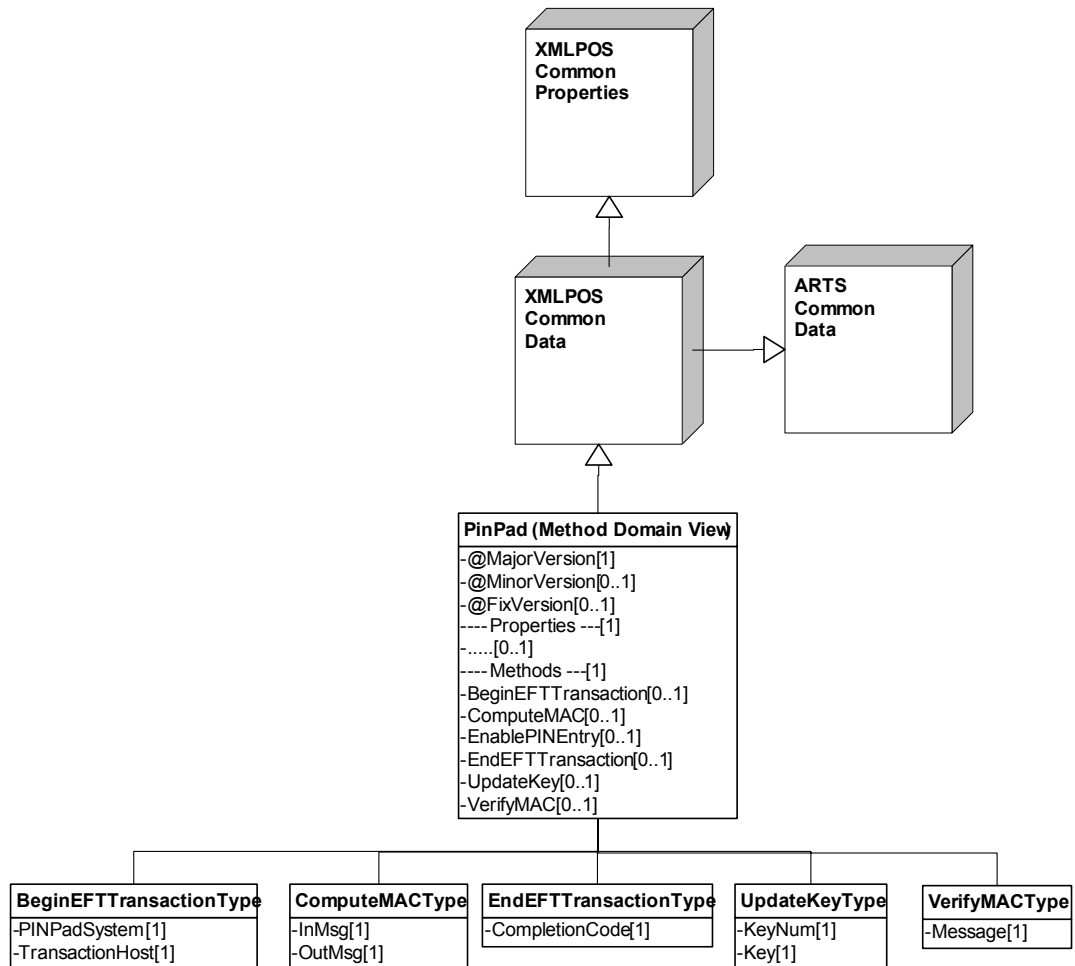 XMLPOS
Common
Properties
XMLPOS
Common
Data
ARTS
Common
Data
PinPad (Method Domain View)
-@MajorVersion[1]
-@MinorVersion[0..1]
-@FixVersion[0..1]
---- Properties ---[1]
-.....[0..1]
---- Methods ---[1]
-BeginEFTTransaction[0..1]
-ComputeMAC[0..1]
-EnablePINEntry[0..1]
-EndEFTTransaction[0..1]
-UpdateKey[0..1]
-VerifyMAC[0..1]
BeginEFTTransactionType
-PINPadSystem[1]
-TransactionHost[1]
ComputeMACType
-InMsg[1]
-OutMsg[1]
EndEFTTransactionType
-CompletionCode[1]
UpdateKeyType
-KeyNum[1]
-Key[1]
VerifyMACType
-Message[1]